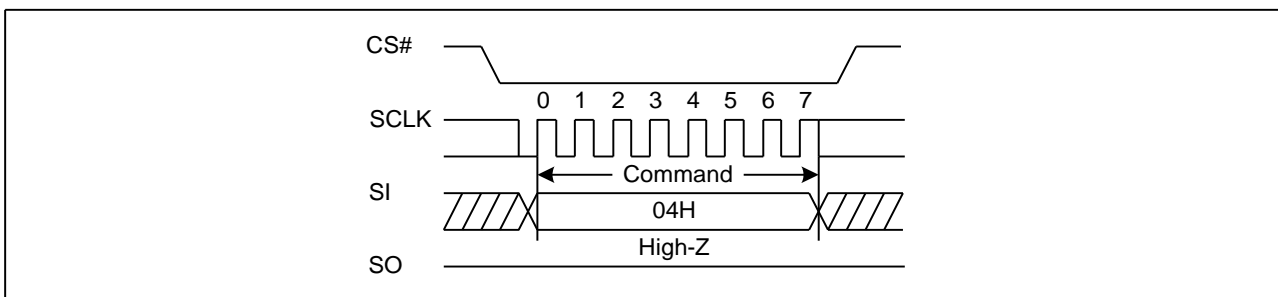 CS#
0 1 2 3 4 5 6 7
SCLK
Command
SI
04H
High-Z
SO